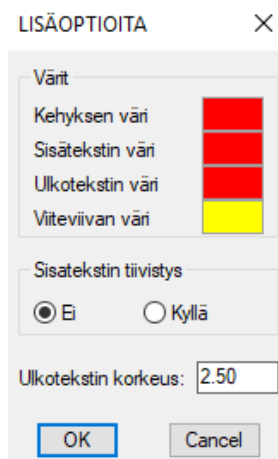 LISÄOPTIOITA
Värit
Kehyksen väri
Sisätekstin väri
Ulkotekstin väri
Viiteviivan väri
Sisatekstin tiivistys
Ei Kyllä
Ulkotekstin korkeus: 2.50
OK Cancel